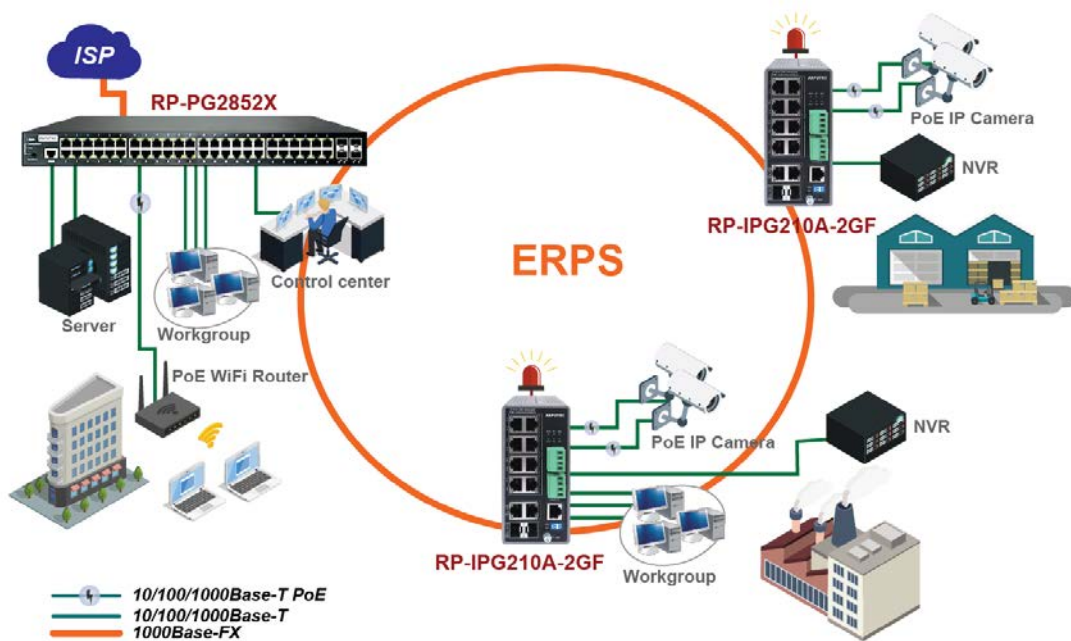 ISP
RP-PG2852X
Server
Workgroup
Control center
PoE WiFi Router
ERPS
PoE IP Camera
NVR
RP-IPG210A-2GF
PoE IP Camera
NVR
Workgroup
RP-IPG210A-2GF
10/100/1000Base-T PoE
10/100/1000Base-T
1000Base-FX